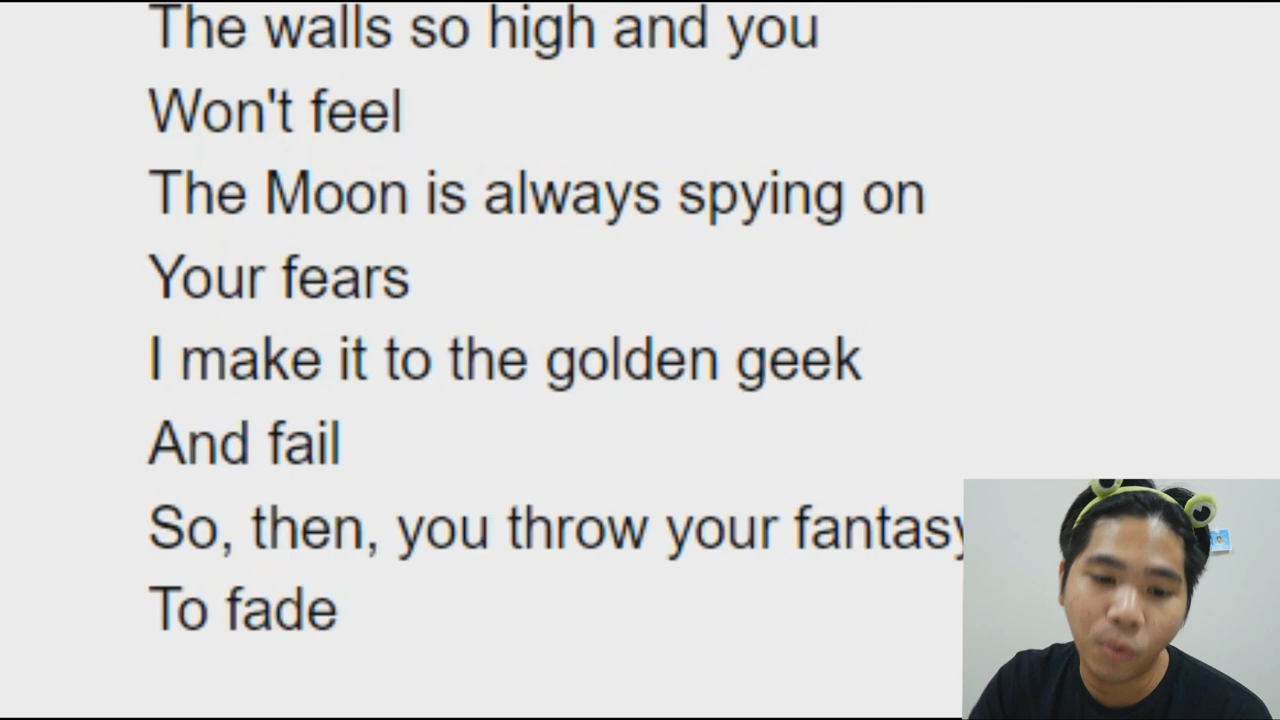 The walls so high and you
Won't feel
The Moon is always spying on
Your fears
I make it to the golden geek
And fail
So, then, you throw your fantasy
To fade